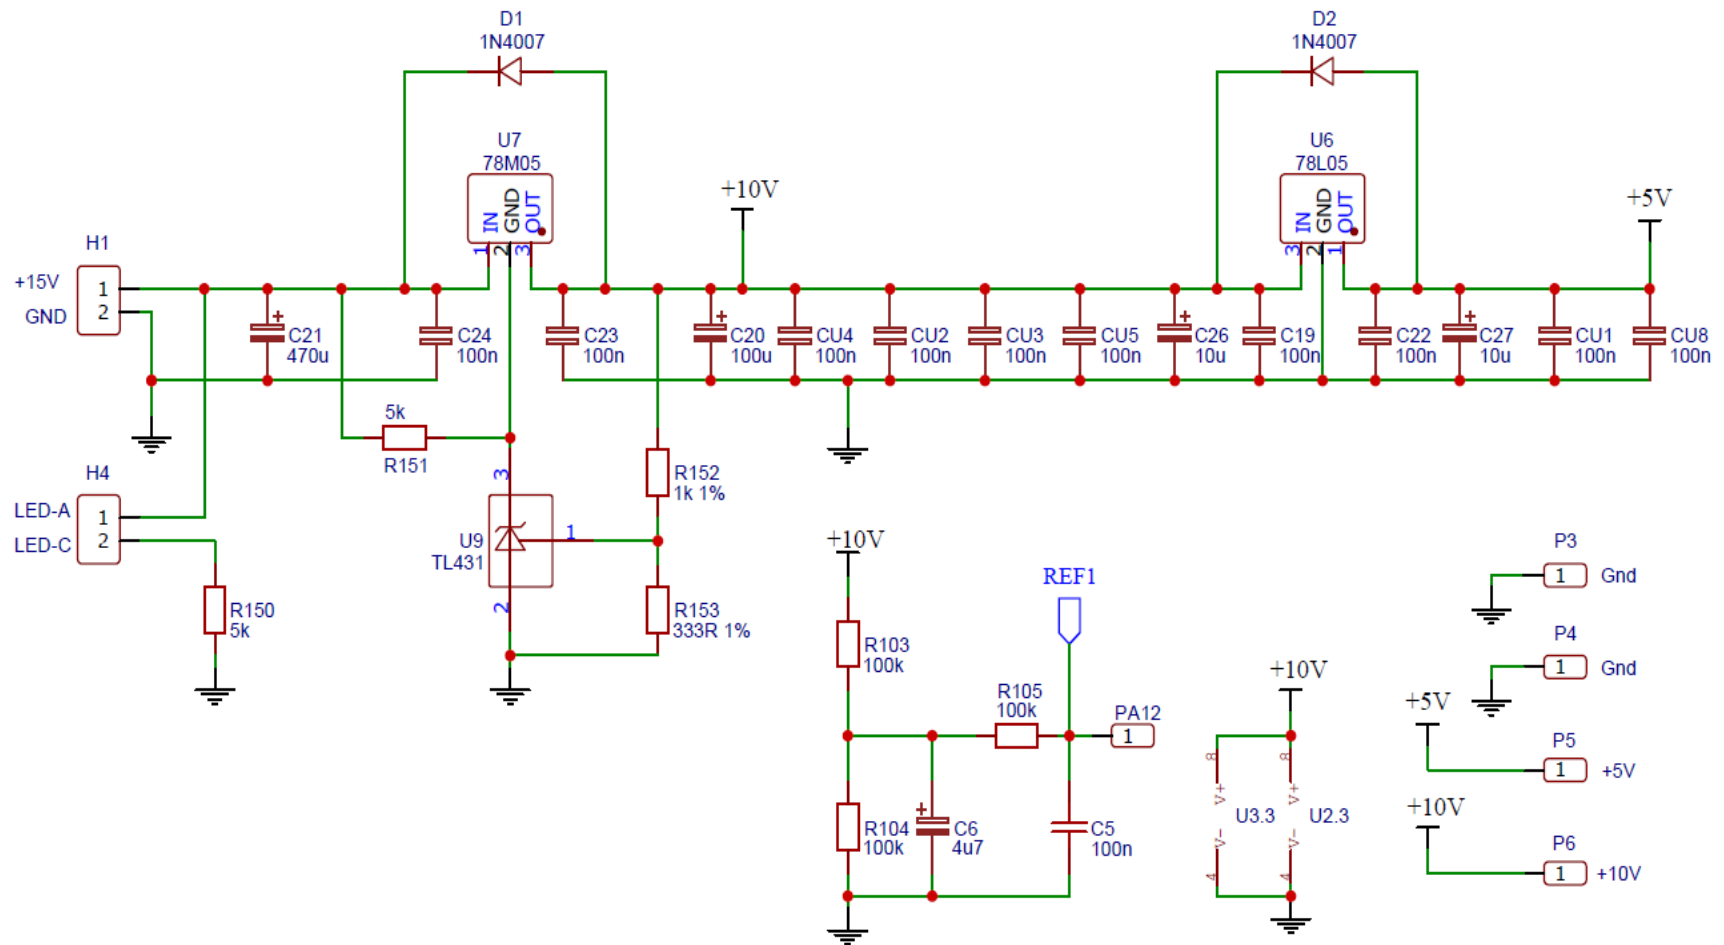 D1
1N4007
D2
1N4007
U7
78M05
IN
GND
OUT
1
2
3
U6
78L05
IN
GND
OUT
3
2
1
+10V
+5V
H1
+15V
1
GND
2
C21
470u
C24
100n
C23
100n
C20
100u
CU4
100n
CU2
100n
CU3
100n
CU5
100n
C26
10u
C19
100n
C22
100n
C27
10u
CU1
100n
CU8
100n
5k
R151
H4
LED-A
1
LED-C
2
R150
5k
3
U9
TL431
1
2
R152
1k 1%
R153
333R 1%
+10V
R103
100k
R104
100k
R105
100k
REF1
PA12
1
C6
4u7
C5
100n
+10V
8
V+
V-
4
U3.3
8
V+
V-
4
U2.3
P3
1
Gnd
P4
1
Gnd
+5V
P5
1
+5V
+10V
P6
1
+10V